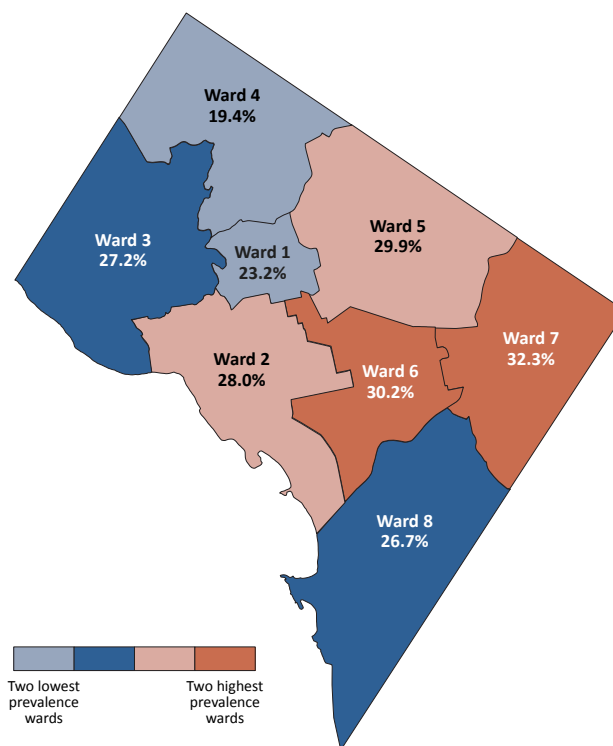 Ward 4
19.4%
Ward 3
27.2%
Ward 1
23.2%
Ward 5
29.9%
Ward 2
28.0%
Ward 6
30.2%
Ward 7
32.3%
Ward 8
26.7%
Two lowest
prevalence
wards
Two highest
prevalence
wards